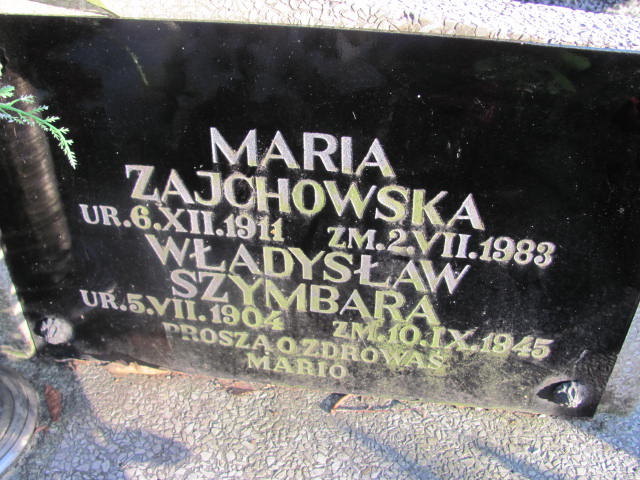 MARIA
ZAJCHOWSKA
UR.6.XII.1911 ZM.2.VII.1983
WŁADYSŁAW
SZYMBARA
UR.5.VII.1904 ZM.10.IX.1945
PROSZĄ O ZDROWAŚ
MARIO